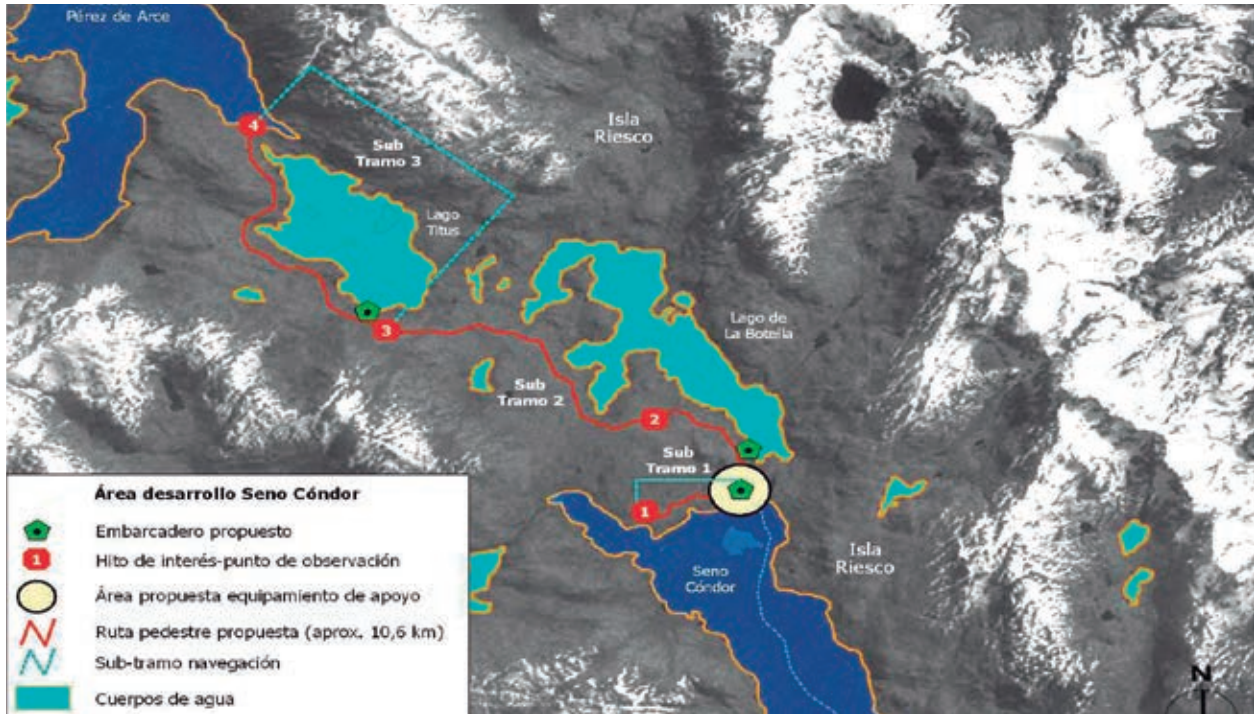 Pérez de Arce
4
Isla
Riesco
Sub
Tramo 3
Lago
Titus
3
Lago de
La Botella
Sub
Tramo 2
2
Sub
Tramo 1
1
Isla
Riesco
Seno
Cóndor
N
Área desarrollo Seno Cóndor
Embarcadero propuesto
1
Hito de interés-punto de observación
Área propuesta equipamiento de apoyo
Ruta pedestre propuesta (aprox. 10,6 km)
Sub-tramo navegación
Cuerpos de agua